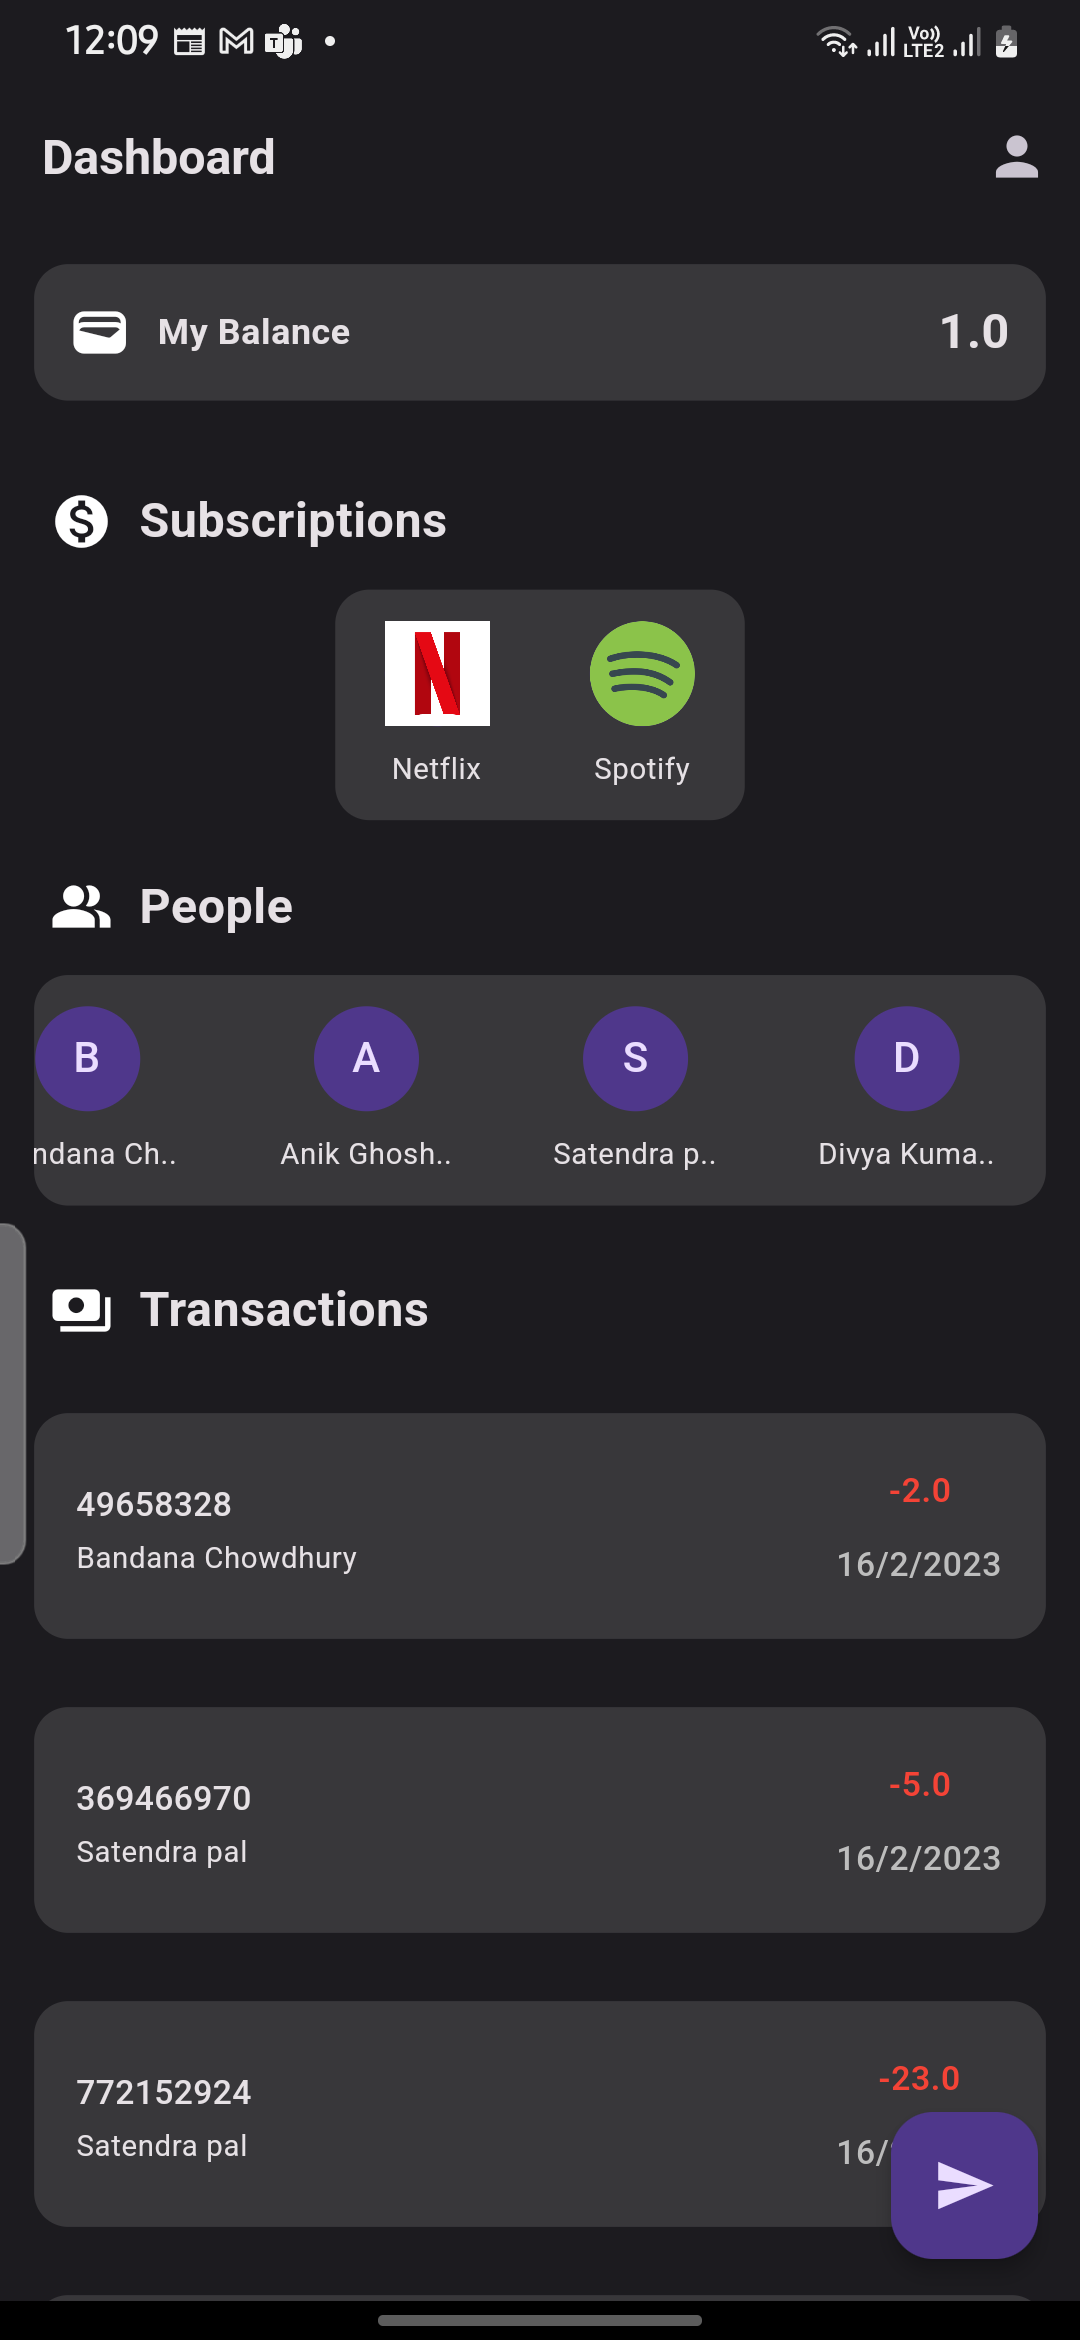 12:09
Vo))
LTE2
Dashboard
My Balance 1.0
Subscriptions
Netflix Spotify
People
B A S D
ndana Ch.. Anik Ghosh.. Satendra p.. Divya Kuma..
Transactions
49658328 -2.0
Bandana Chowdhury 16/2/2023
369466970 -5.0
Satendra pal 16/2/2023
772152924 -23.0
Satendra pal 16/